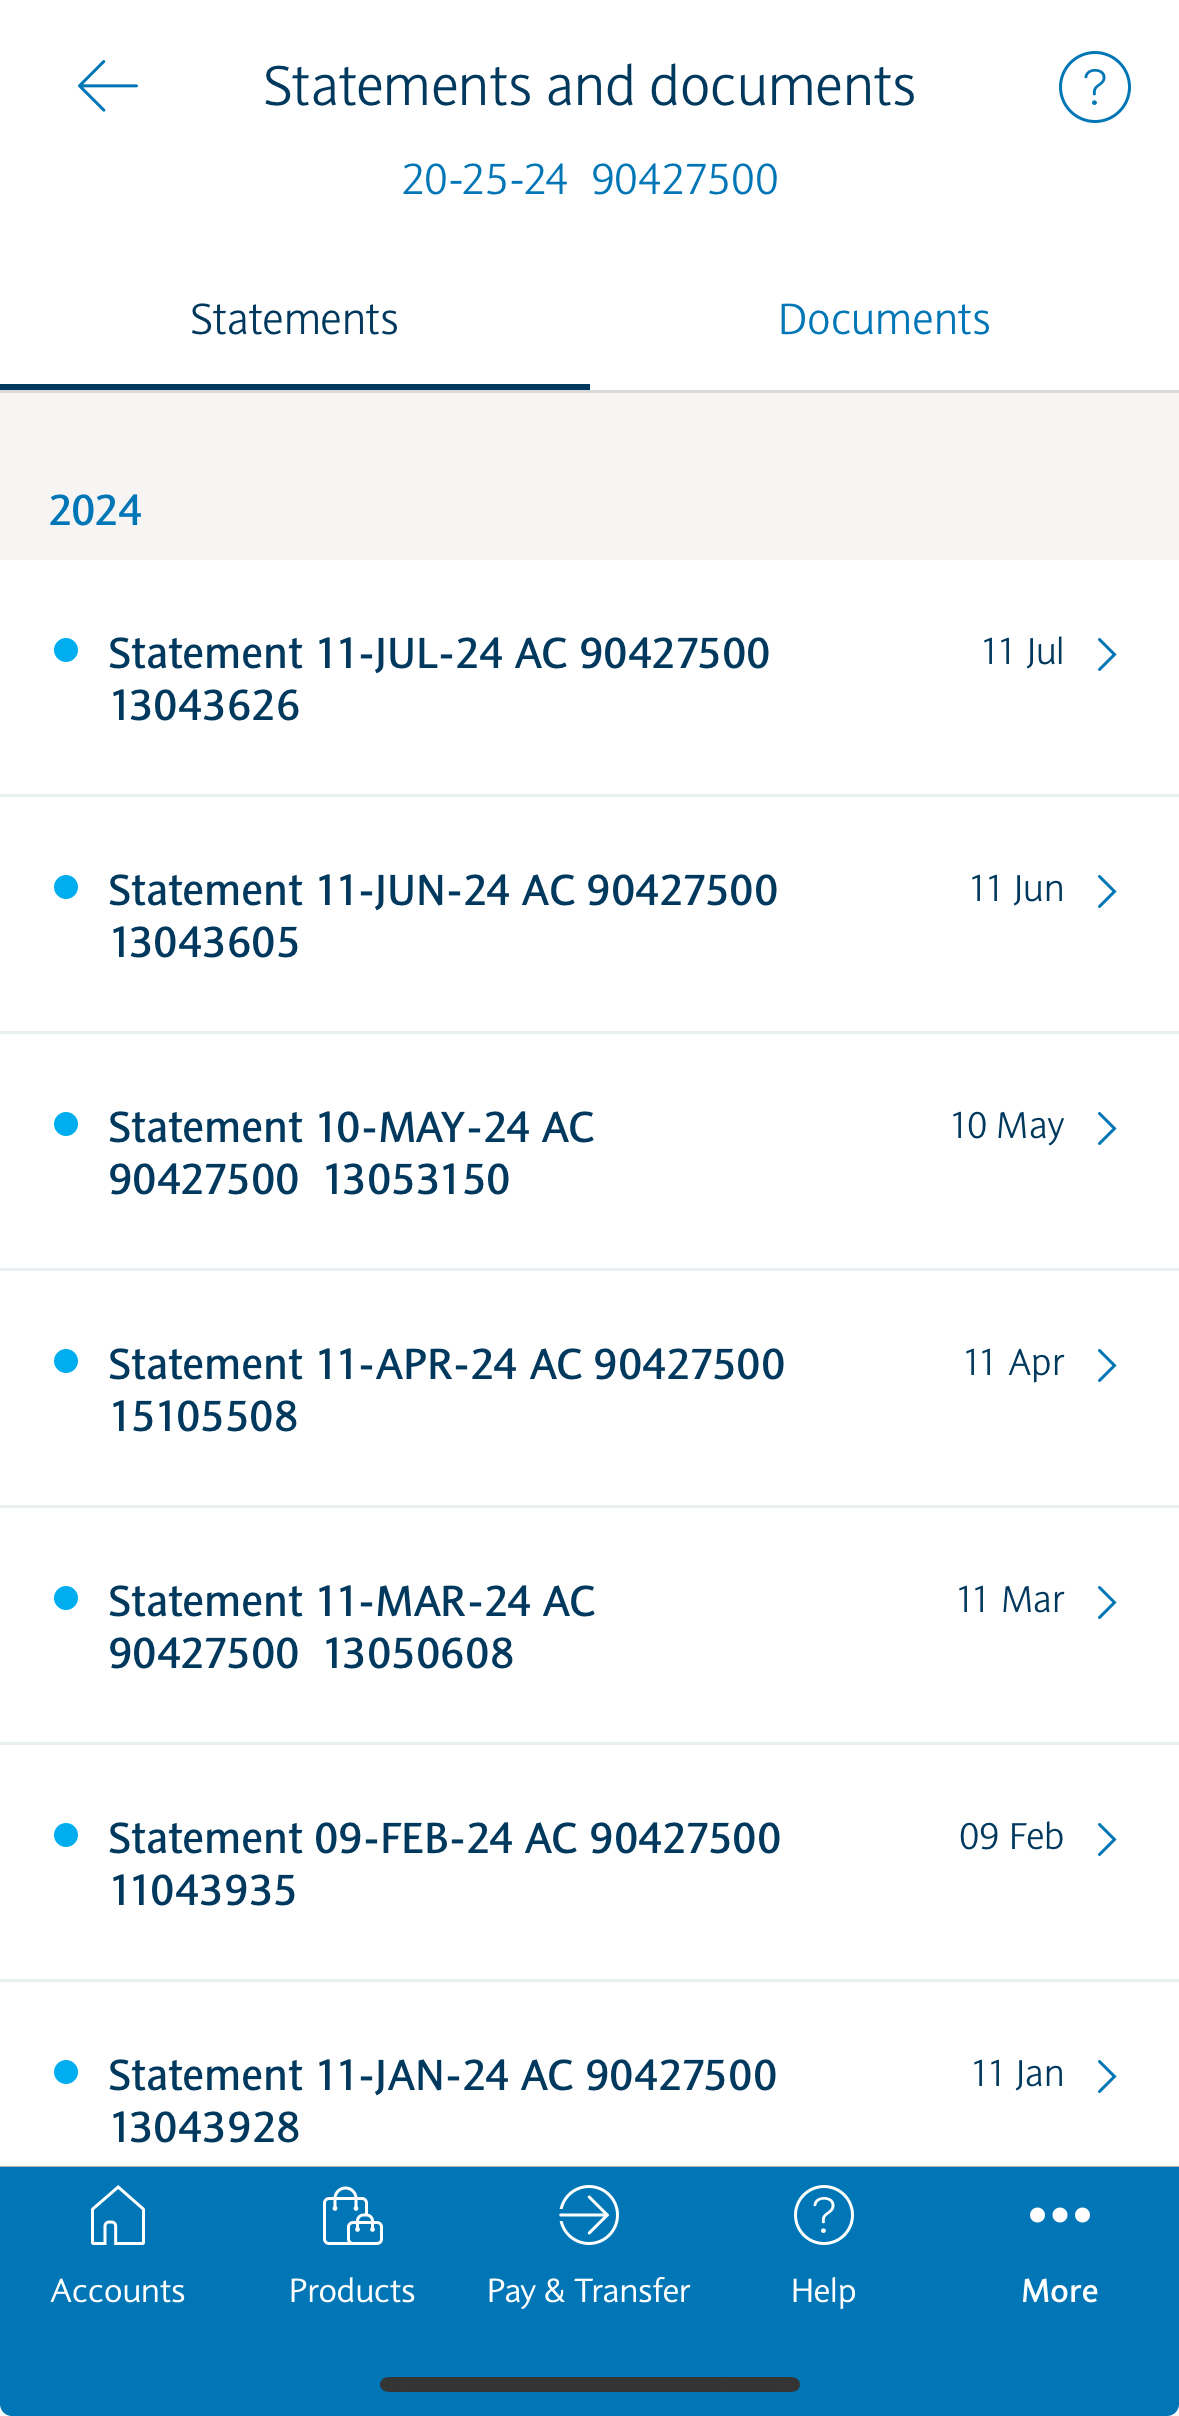 Statements and documents
?
20-25-24 90427500
Statements
Documents
2024
Statement 11-JUL-24 AC 90427500
13043626
11 Jul
Statement 11-JUN-24 AC 90427500
13043605
11 Jun
Statement 10-MAY-24 AC
90427500 13053150
10 May
Statement 11-APR-24 AC 90427500
15105508
11 Apr
Statement 11-MAR-24 AC
90427500 13050608
11 Mar
Statement 09-FEB-24 AC 90427500
11043935
09 Feb
Statement 11-JAN-24 AC 90427500
13043928
11 Jan
Accounts
Products
Pay & Transfer
?
Help
More